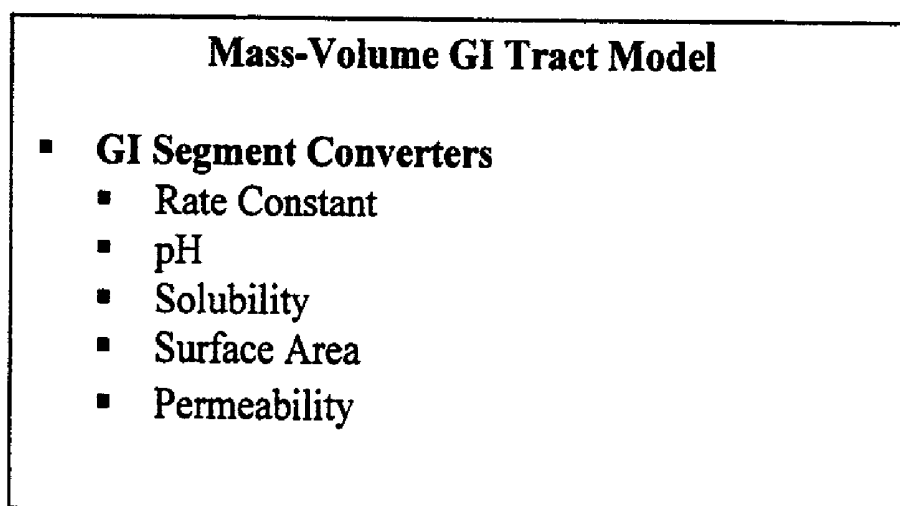 Mass-Volume GI Tract Model
▪ GI Segment Converters
▪ Rate Constant
▪ pH
▪ Solubility
▪ Surface Area
▪ Permeability